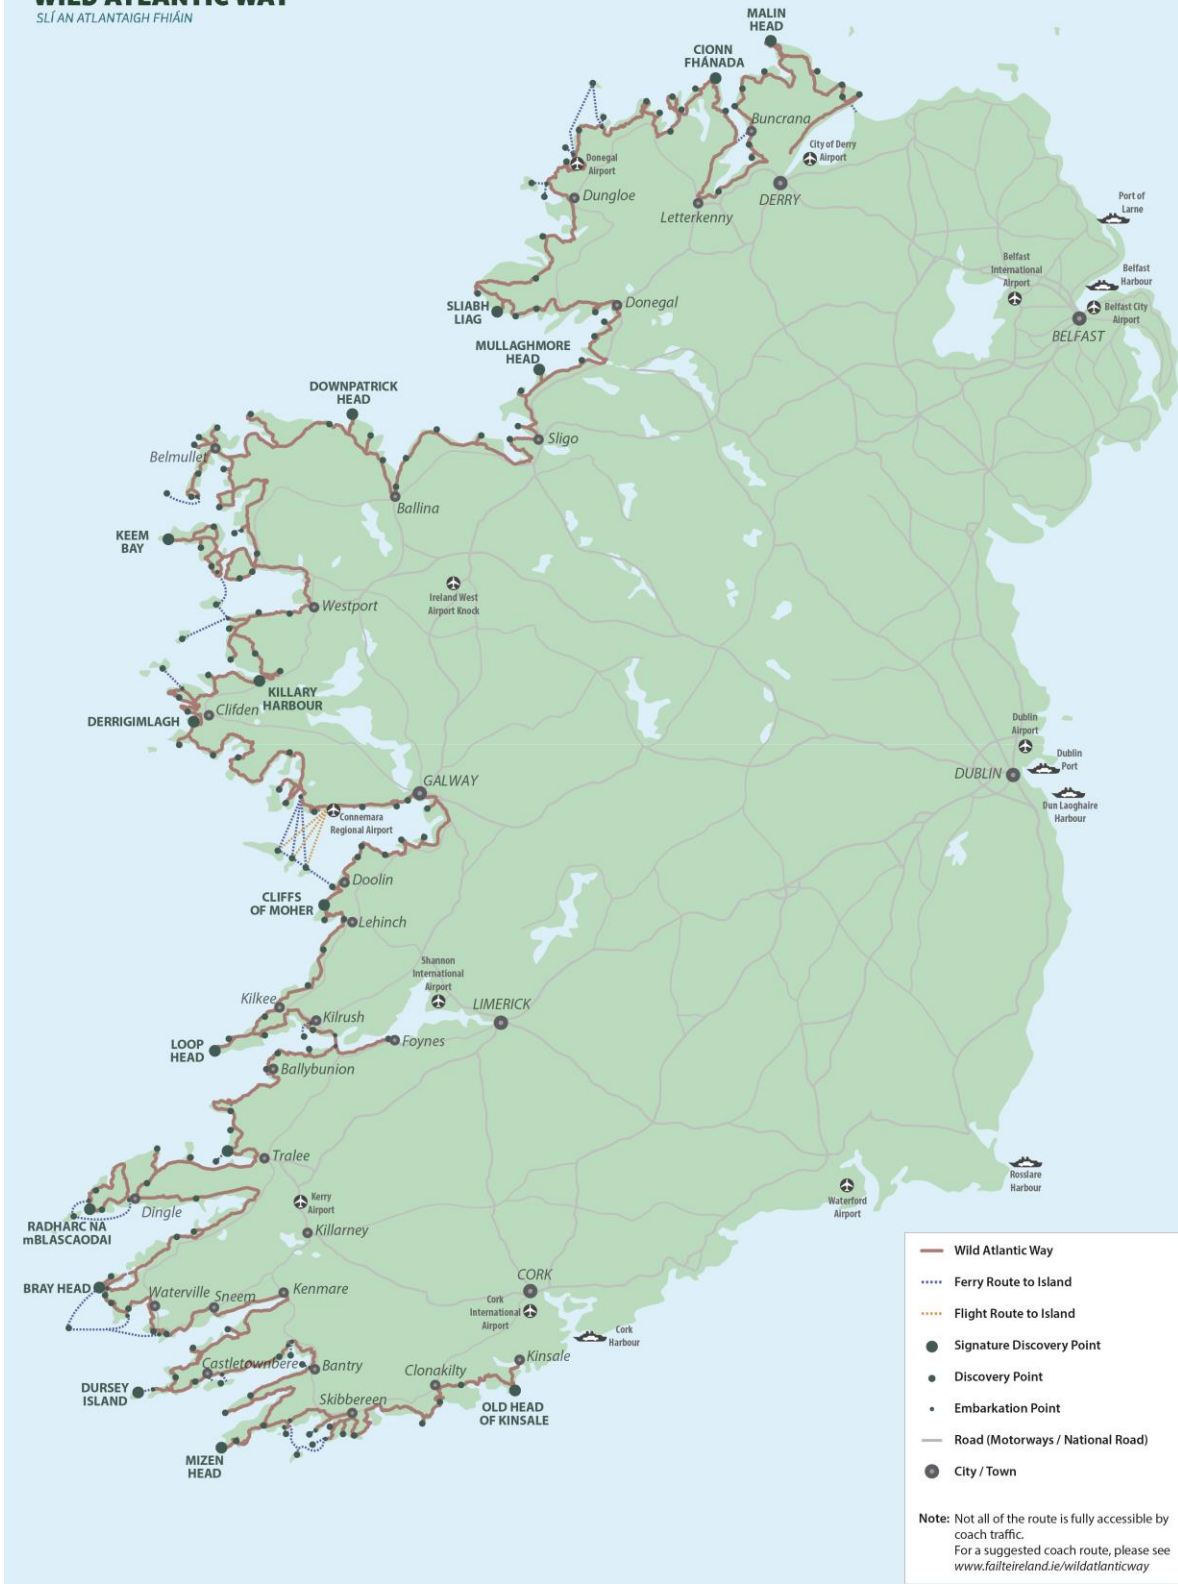 WILD ATLANTIC WAY
SLÍ AN ATLANTAIGH FHIÁIN
MALIN
HEAD
CIONN
FHÁNADA
Buncrana
City of Derry
Airport
Donegal
Airport
Dungloe
Letterkenny
DERRY
Port of
Larne
Belfast
International
Airport
Belfast
Harbour
Belfast City
Airport
BELFAST
SLIABH
LIAG
Donegal
MULLAGHMORE
HEAD
DOWNPATRICK
HEAD
Sligo
Belmullet
Ballina
KEEM
BAY
Ireland West
Airport Knock
Westport
KILLARY
HARBOUR
Clifden
DERRIGIMLAGH
Dublin
Airport
Dublin
Port
DUBLIN
Dun Laoghaire
Harbour
GALWAY
Connemara
Regional Airport
Doolin
CLIFFS
OF MOHER
Lehinch
Shannon
International
Airport
Kilkee
Kilrush
LIMERICK
Foynes
LOOP
HEAD
Ballybunion
Tralee
Rosslare
Harbour
Waterford
Airport
Kerry
Airport
Dingle
RADHARC NA
mBLASCAODAI
Killarney
BRAY HEAD
Waterville
Sneem
Kenmare
CORK
Cork
International
Airport
Cork
Harbour
Castletownbere
Bantry
Clonakilty
Kinsale
DURSEY
ISLAND
Skibbereen
OLD HEAD
OF KINSALE
MIZEN
HEAD
Wild Atlantic Way
Ferry Route to Island
Flight Route to Island
Signature Discovery Point
Discovery Point
Embarkation Point
Road (Motorways / National Road)
City / Town
Note: Not all of the route is fully accessible by
coach traffic.
For a suggested coach route, please see
www.failteireland.ie/wildatlanticway